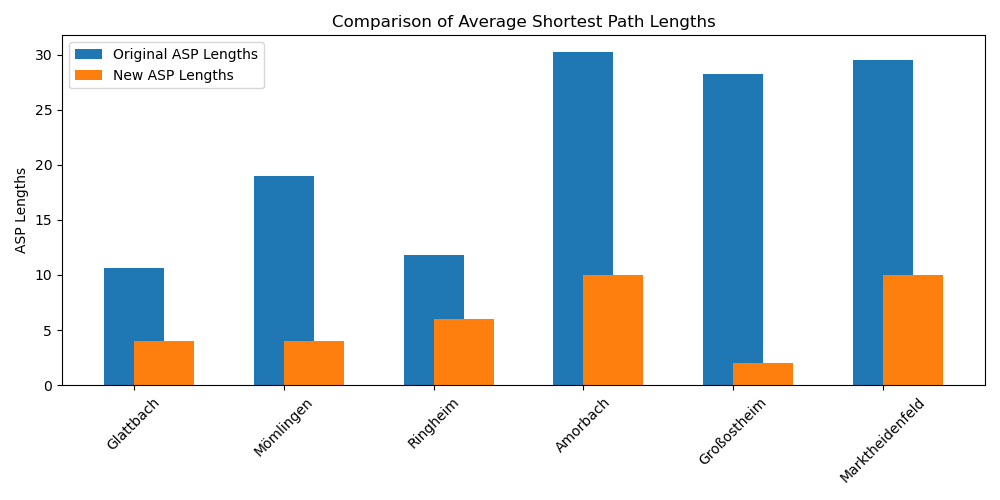 Comparison of Average Shortest Path Lengths
Original ASP Lengths
New ASP Lengths
ASP Lengths
30
25
20
15
10
5
0
Glattbach
Mömlingen
Ringheim
Amorbach
Großostheim
Marktheidenfeld